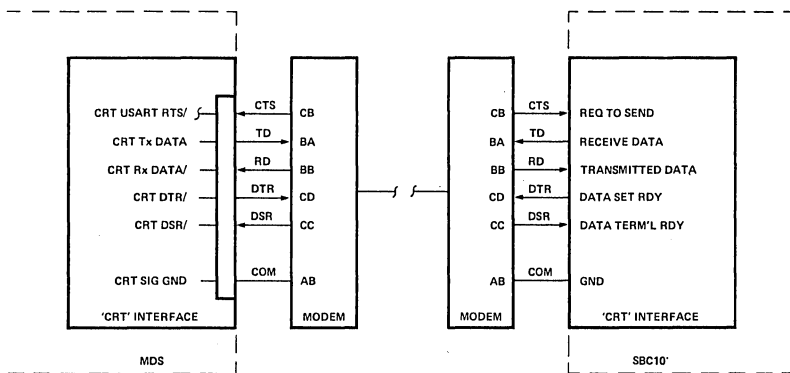 CRT USART RTS/ CTS CB
CRT Tx DATA TD BA
CRT Rx DATA/ RD BB
CRT DTR/ DTR CD
CRT DSR/ DSR CC
CRT SIG GND COM AB
'CRT' INTERFACE MODEM
MDS
CB CTS REQ TO SEND
BA TD RECEIVE DATA
BB RD TRANSMITTED DATA
CD DTR DATA SET RDY
CC DSR DATA TERM'L RDY
AB COM GND
MODEM 'CRT' INTERFACE
SBC10